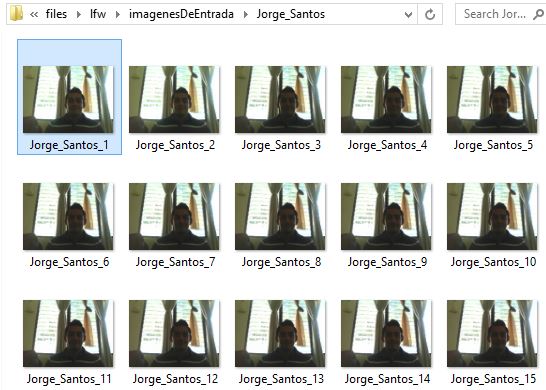 files lfw imagenesDeEntrada Jorge_Santos Search Jor...
Jorge_Santos_1 Jorge_Santos_2 Jorge_Santos_3 Jorge_Santos_4 Jorge_Santos_5
Jorge_Santos_6 Jorge_Santos_7 Jorge_Santos_8 Jorge_Santos_9 Jorge_Santos_10
Jorge_Santos_11 Jorge_Santos_12 Jorge_Santos_13 Jorge_Santos_14 Jorge_Santos_15